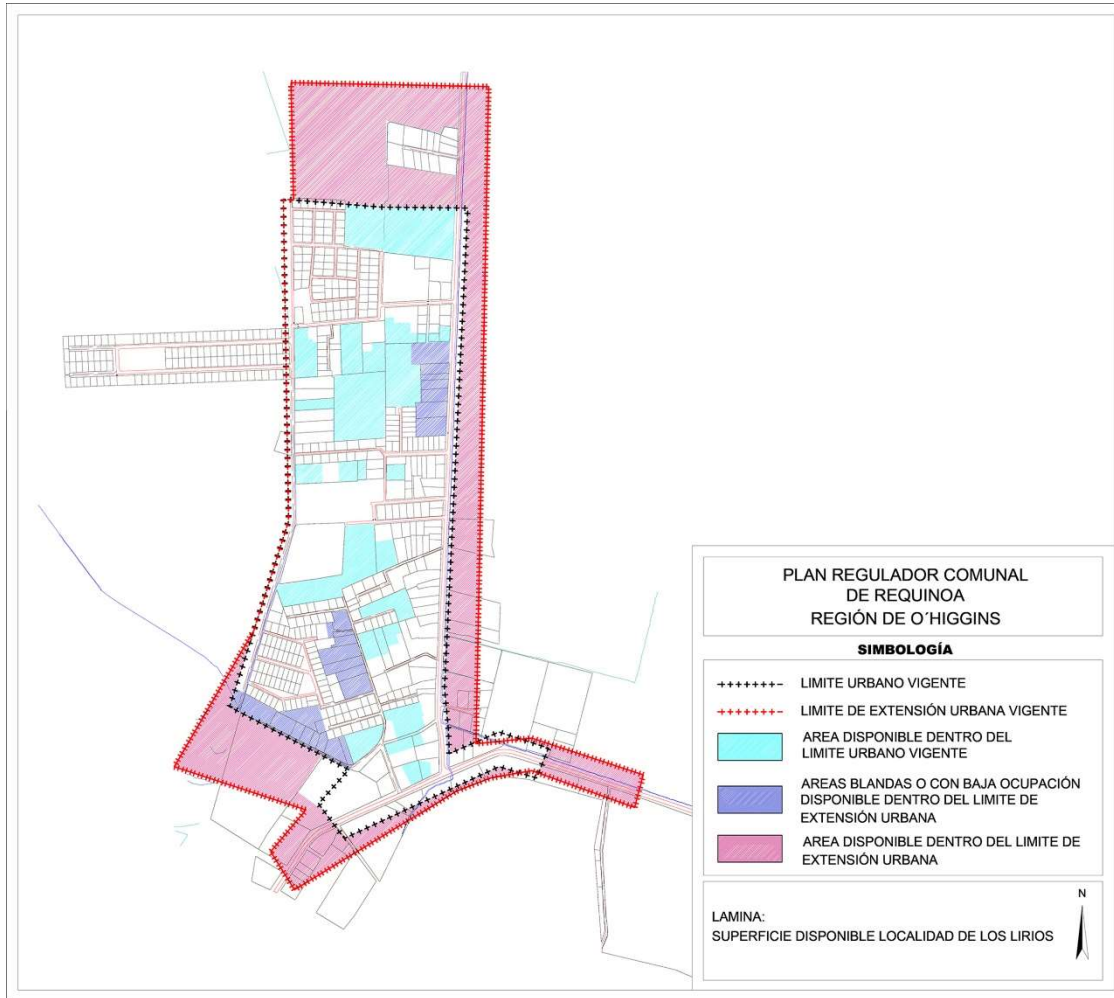 PLAN REGULADOR COMUNAL
DE REQUINOA
REGIÓN DE O´HIGGINS
SIMBOLOGÍA
LIMITE URBANO VIGENTE
LIMITE DE EXTENSIÓN URBANA VIGENTE
AREA DISPONIBLE DENTRO DEL
LIMITE URBANO VIGENTE
AREAS BLANDAS O CON BAJA OCUPACIÓN
DISPONIBLE DENTRO DEL LIMITE DE
EXTENSIÓN URBANA
AREA DISPONIBLE DENTRO DEL LIMITE DE
EXTENSIÓN URBANA
N
LAMINA:
SUPERFICIE DISPONIBLE LOCALIDAD DE LOS LIRIOS